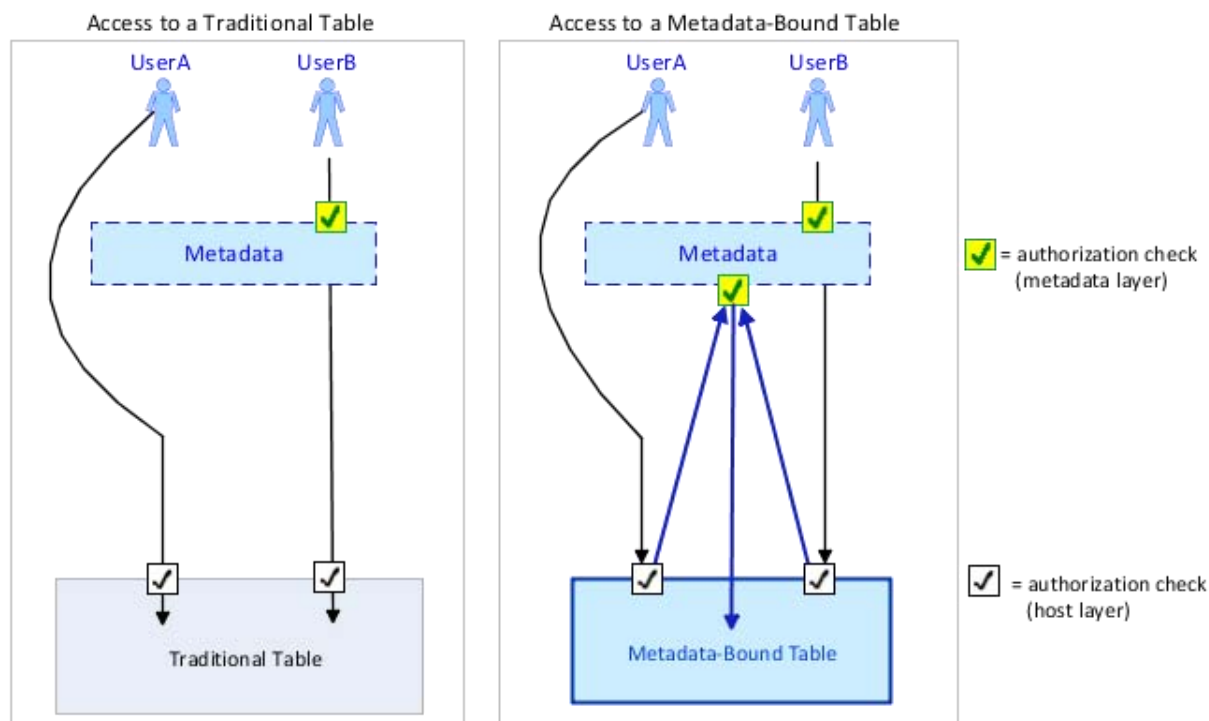 Access to a Traditional Table
UserA
UserB
Metadata
Traditional Table
Access to a Metadata-Bound Table
UserA
UserB
Metadata
Metadata-Bound Table
= authorization check
(metadata layer)
= authorization check
(host layer)